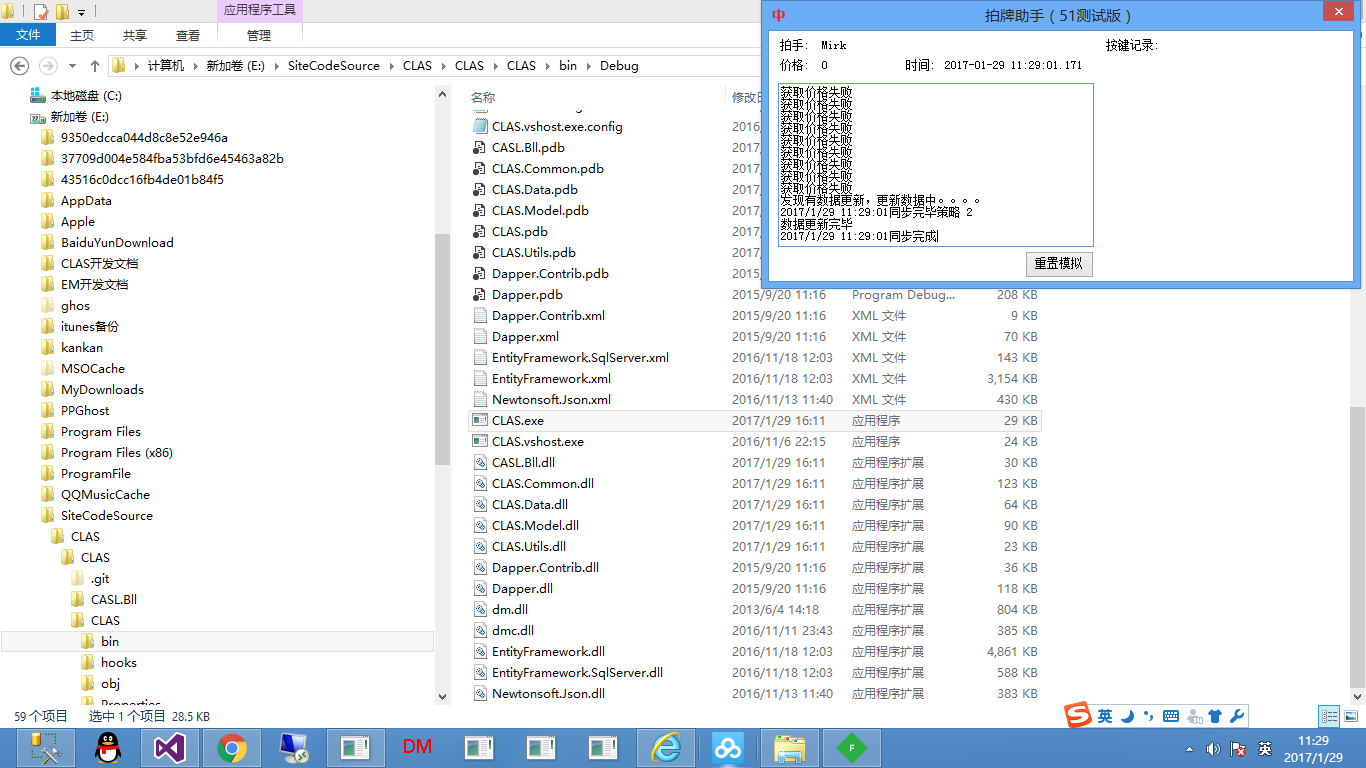 应用程序工具
文件 主页 共享 查看 管理
计算机 新加卷 (E:) SiteCodeSource CLAS CLAS CLAS bin Debug
本地磁盘 (C:)
新加卷 (E:)
9350edcca044d8c8e52e946a
37709d004e584fba53bfd6e45463a82b
43516c0dcc16fb4de01b84f5
AppData
Apple
BaiduYunDownload
CLAS开发文档
EM开发文档
ghos
itunes备份
kankan
MSOCache
MyDownloads
PPGhost
Program Files
Program Files (x86)
ProgramFile
QQMusicCache
SiteCodeSource
CLAS
CLAS
.git
CASL.Bll
CLAS
bin
hooks
obj
Properties
名称 修改日
CLAS.vshost.exe.config 2016/
CASL.Bll.pdb 2017/
CLAS.Common.pdb 2017/
CLAS.Data.pdb 2017/
CLAS.Model.pdb 2017/
CLAS.pdb 2017/
CLAS.Utils.pdb 2017/
Dapper.Contrib.pdb 2015/
Dapper.pdb 2015/9/20 11:16 Program Debug... 208 KB
Dapper.Contrib.xml 2015/9/20 11:16 XML 文件 9 KB
Dapper.xml 2015/9/20 11:16 XML 文件 70 KB
EntityFramework.SqlServer.xml 2016/11/18 12:03 XML 文件 143 KB
EntityFramework.xml 2016/11/18 12:03 XML 文件 3,154 KB
Newtonsoft.Json.xml 2016/11/13 11:40 XML 文件 430 KB
CLAS.exe 2017/1/29 16:11 应用程序 29 KB
CLAS.vshost.exe 2016/11/6 22:15 应用程序 24 KB
CASL.Bll.dll 2017/1/29 16:11 应用程序扩展 30 KB
CLAS.Common.dll 2017/1/29 16:11 应用程序扩展 123 KB
CLAS.Data.dll 2017/1/29 16:11 应用程序扩展 64 KB
CLAS.Model.dll 2017/1/29 16:11 应用程序扩展 90 KB
CLAS.Utils.dll 2017/1/29 16:11 应用程序扩展 23 KB
Dapper.Contrib.dll 2015/9/20 11:16 应用程序扩展 36 KB
Dapper.dll 2015/9/20 11:16 应用程序扩展 118 KB
dm.dll 2013/6/4 14:18 应用程序扩展 804 KB
dmc.dll 2016/11/11 23:43 应用程序扩展 385 KB
EntityFramework.dll 2016/11/18 12:03 应用程序扩展 4,861 KB
EntityFramework.SqlServer.dll 2016/11/18 12:03 应用程序扩展 588 KB
Newtonsoft.Json.dll 2016/11/13 11:40 应用程序扩展 383 KB
中 拍牌助手（51测试版）
拍手: Mirk 按键记录:
价格: 0 时间: 2017-01-29 11:29:01.171
获取价格失败
获取价格失败
获取价格失败
获取价格失败
获取价格失败
获取价格失败
获取价格失败
获取价格失败
获取价格失败
发现有数据更新，更新数据中。。。。
2017/1/29 11:29:01同步完毕策略 2
数据更新完毕
2017/1/29 11:29:01同步完成
重置模拟
59 个项目 选中 1 个项目 28.5 KB
S 英
DM F 英 11:29
2017/1/29